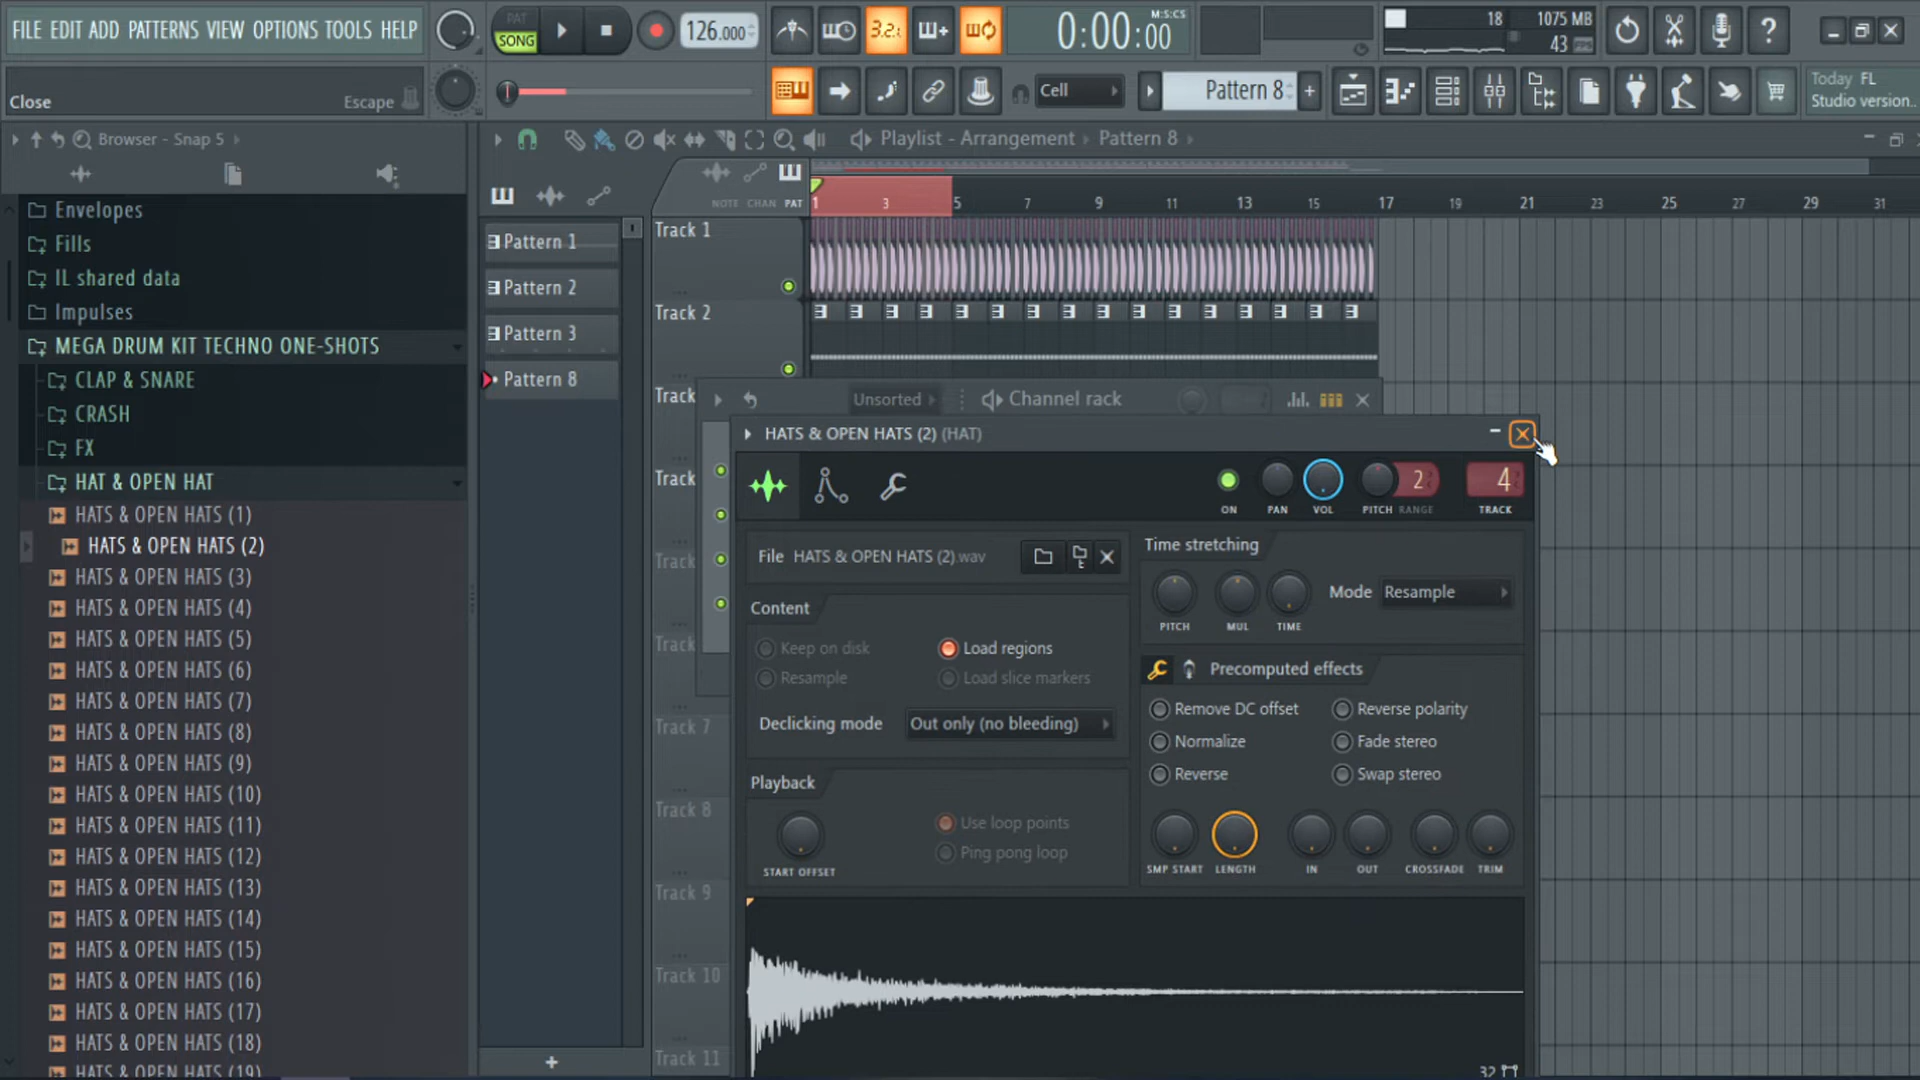 FILE EDIT ADD PATTERNS VIEW OPTIONS TOOLS HELP
PAT
SONG
126.000
3.2.
0:00:00
M:S:CS
18
1075 MB
43
Close
Escape
Cell
Pattern 8
+
Today FL
Studio version..
Browser - Snap 5
Playlist - Arrangement
Pattern 8
NOTE CHAN PAT
1 3 5 7 9 11 13 15 17 19 21 23 25 27 29 31
Envelopes
Fills
IL shared data
Impulses
MEGA DRUM KIT TECHNO ONE-SHOTS
CLAP & SNARE
CRASH
FX
HAT & OPEN HAT
HATS & OPEN HATS (1)
HATS & OPEN HATS (2)
HATS & OPEN HATS (3)
HATS & OPEN HATS (4)
HATS & OPEN HATS (5)
HATS & OPEN HATS (6)
HATS & OPEN HATS (7)
HATS & OPEN HATS (8)
HATS & OPEN HATS (9)
HATS & OPEN HATS (10)
HATS & OPEN HATS (11)
HATS & OPEN HATS (12)
HATS & OPEN HATS (13)
HATS & OPEN HATS (14)
HATS & OPEN HATS (15)
HATS & OPEN HATS (16)
HATS & OPEN HATS (17)
HATS & OPEN HATS (18)
HATS & OPEN HATS (19)
Pattern 1
Pattern 2
Pattern 3
Pattern 8
+
Track 1
Track 2
Track
Track
Track
Track
Track 7
Track 8
Track 9
Track 10
Track 11
Unsorted
Channel rack
HATS & OPEN HATS (2) (HAT)
2
4
ON PAN VOL PITCH RANGE TRACK
File HATS & OPEN HATS (2).wav
Content
Keep on disk
Load regions
Resample
Load slice markers
Declicking mode
Out only (no bleeding)
Playback
Use loop points
Ping pong loop
START OFFSET
Time stretching
Mode Resample
PITCH MUL TIME
Precomputed effects
Remove DC offset
Reverse polarity
Normalize
Fade stereo
Reverse
Swap stereo
SMP START LENGTH IN OUT CROSSFADE TRIM
32